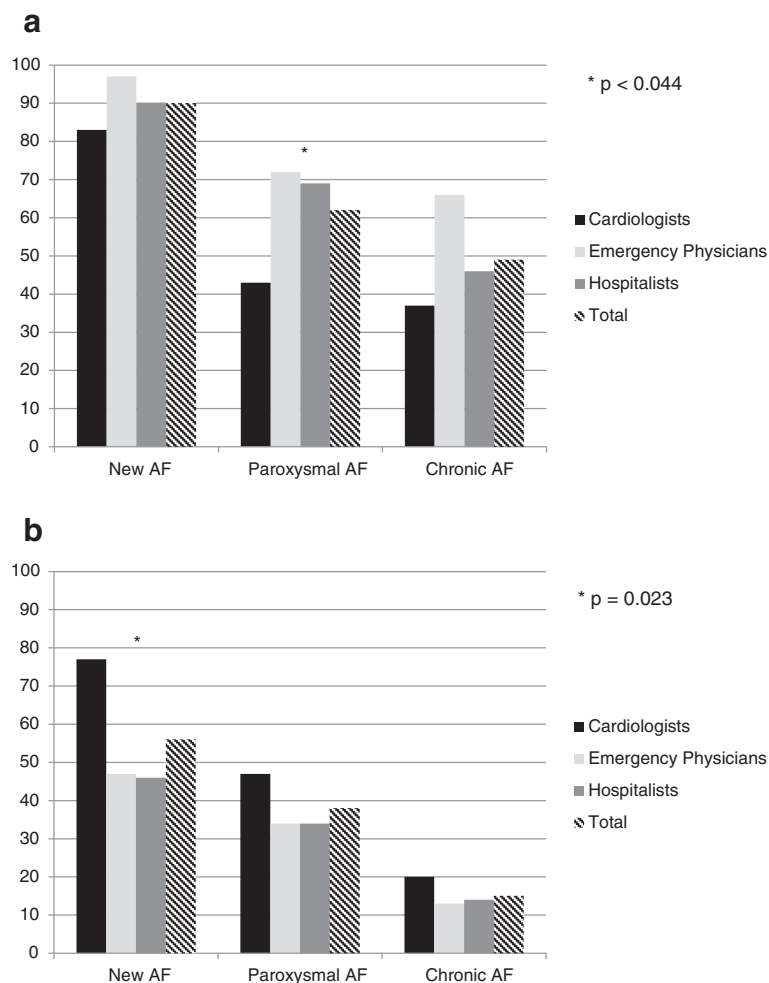 a
100
90
80
70
60
50
40
30
20
10
0
*
New AF Paroxysmal AF Chronic AF
* p < 0.044
Cardiologists
Emergency Physicians
Hospitalists
Total
b
100
90
80
70
60
50
40
30
20
10
0
*
New AF Paroxysmal AF Chronic AF
* p = 0.023
Cardiologists
Emergency Physicians
Hospitalists
Total